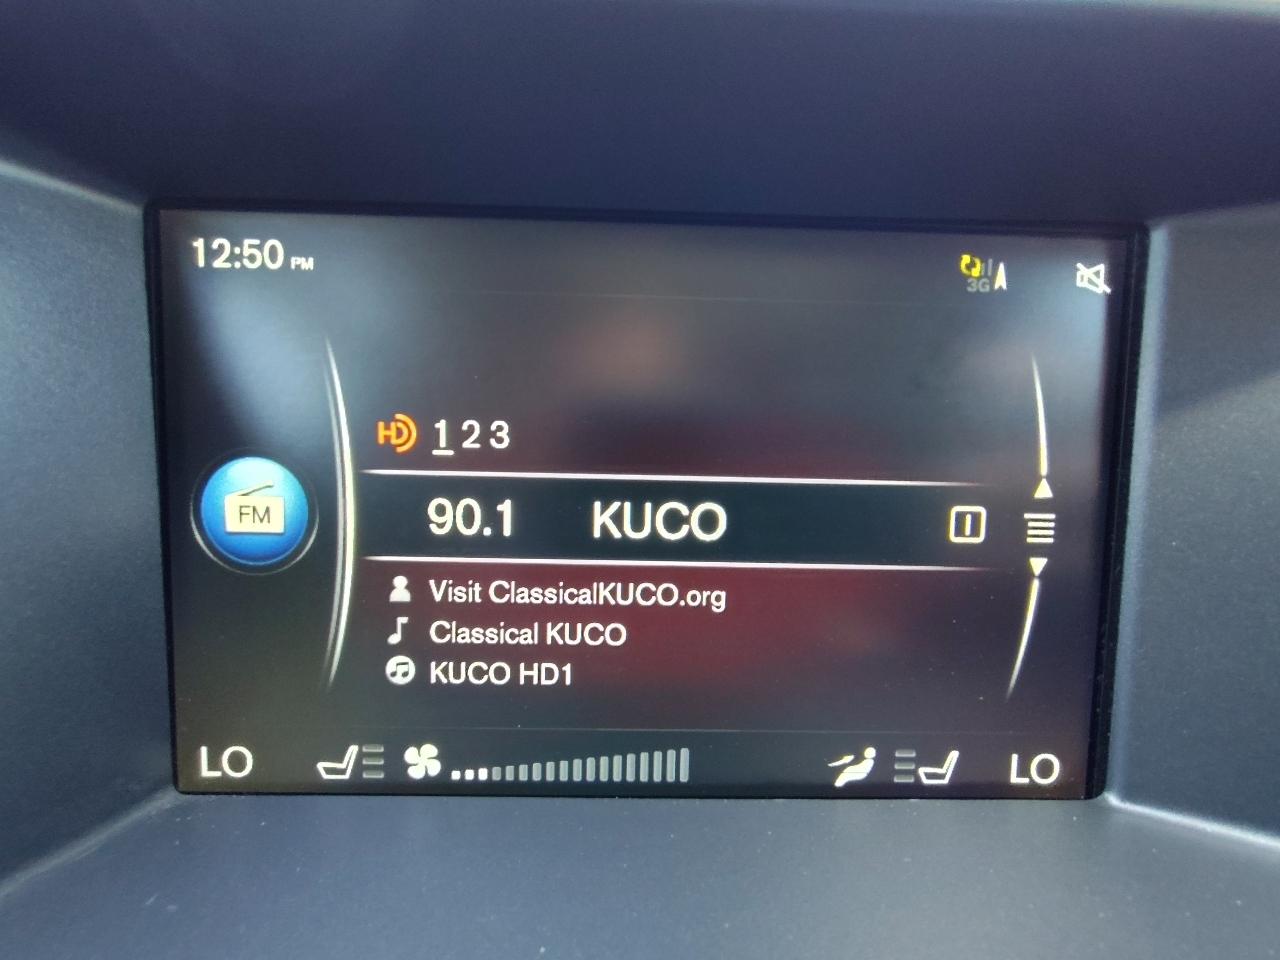 12:50 PM
3G
HD 1 2 3
FM
90.1 KUCO
Visit ClassicalKUCO.org
Classical KUCO
KUCO HD1
LO LO